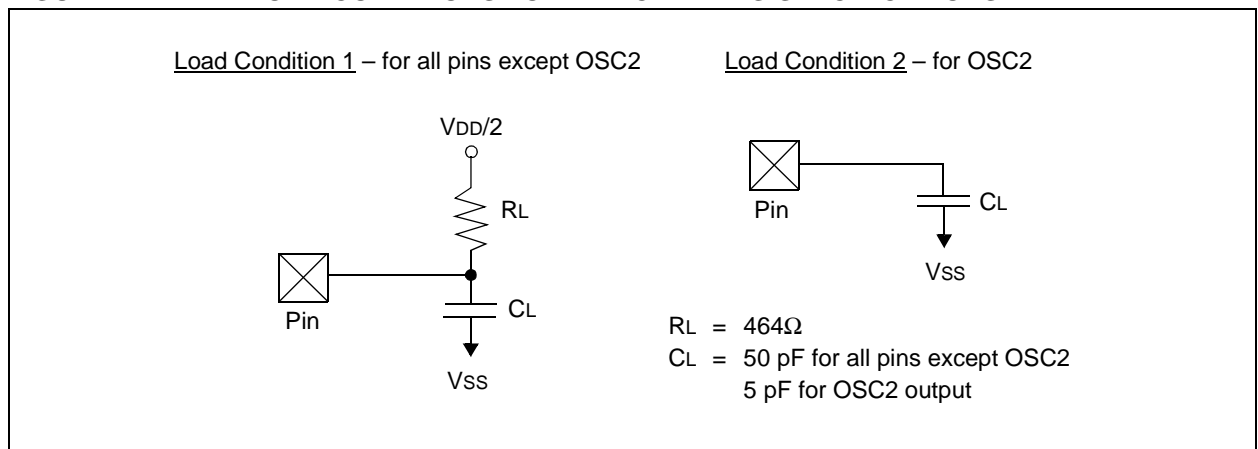 Load Condition 1 – for all pins except OSC2
VDD/2
RL
Pin
CL
VSS
Load Condition 2 – for OSC2
Pin
CL
VSS
RL = 464Ω
CL = 50 pF for all pins except OSC2
5 pF for OSC2 output